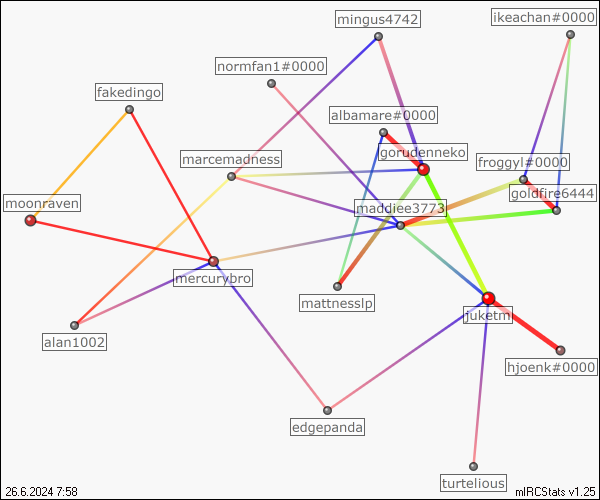 mingus4742
ikeachan#0000
normfan1#0000
fakedingo
albamare#0000
marcemadness
gorudenneko
froggyl#0000
goldfire6444
moonraven
maddiee3773
mercurybro
mattnesslp
juketm
alan1002
hjoenk#0000
edgepanda
turtelious
26.6.2024 7:58
mIRCStats v1.25